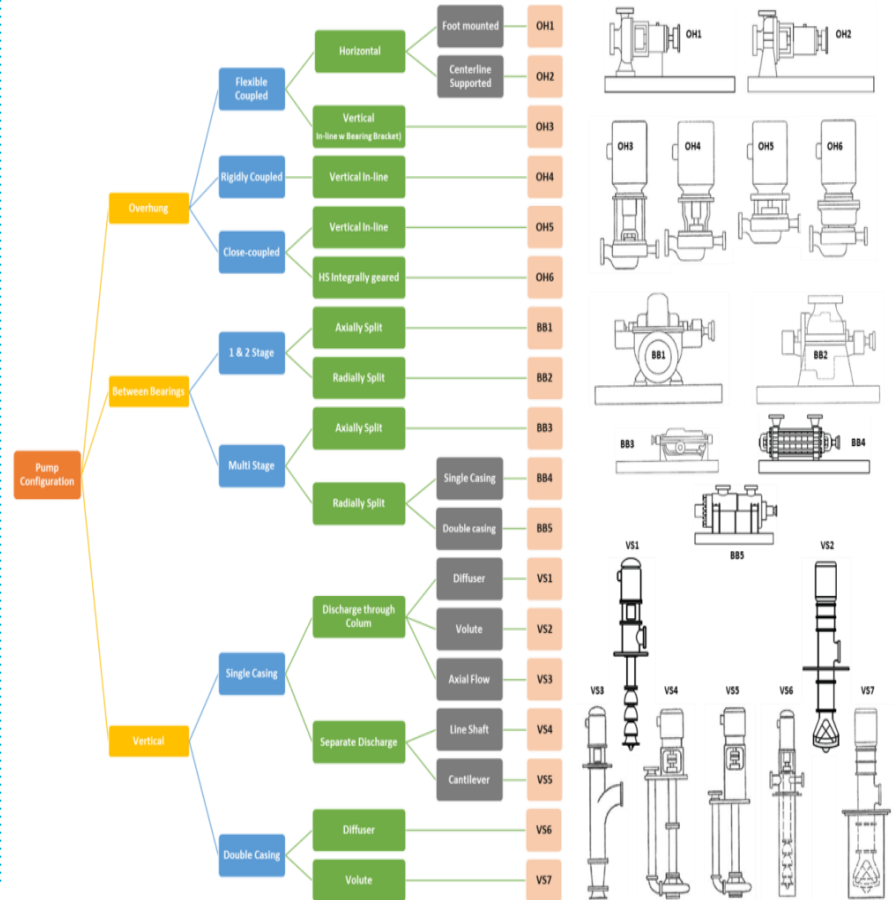 Pump
Configuration
Overhung
Between Bearings
Vertical
Flexible
Coupled
Rigidly Coupled
Close-coupled
1 & 2 Stage
Multi Stage
Single Casing
Double Casing
Horizontal
Vertical
In-line w Bearing Bracket)
Vertical In-line
Vertical In-line
HS Integrally geared
Axially Split
Radially Split
Axially Split
Radially Split
Discharge through
Colum
Separate Discharge
Diffuser
Volute
Foot mounted
Centerline
Supported
Single Casing
Double casing
Diffuser
Volute
Axial Flow
Line Shaft
Cantilever
OH1
OH2
OH3
OH4
OH5
OH6
BB1
BB2
BB3
BB4
BB5
VS1
VS2
VS3
VS4
VS5
VS6
VS7
OH1
OH2
OH3
OH4
OH5
OH6
BB1
BB2
BB3
BB4
BB5
VS1
VS2
VS3
VS4
VS5
VS6
VS7